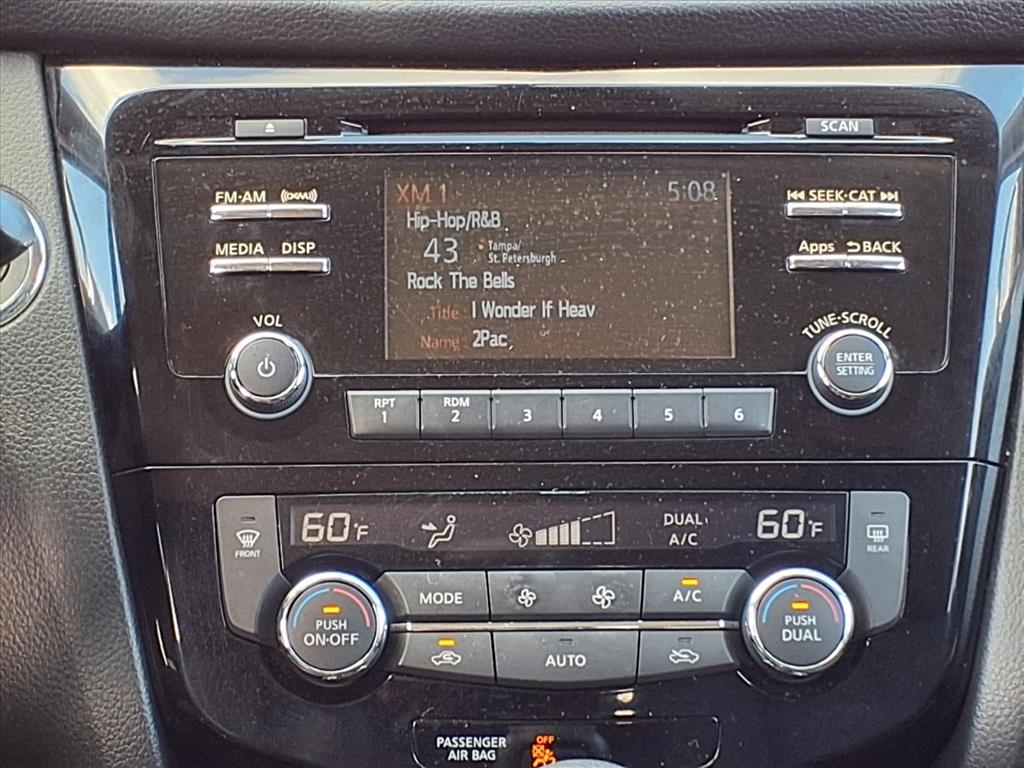 SCAN
FM·AM ((XM))
MEDIA DISP
VOL
XM 1 5:08
Hip-Hop/R&B
43 Tampa/
St. Petersburgh
Rock The Bells
Title I Wonder If Heav
Name 2Pac
SEEK·CAT
Apps BACK
TUNE·SCROLL
ENTER
SETTING
RPT
1
RDM
2
3
4
5
6
FRONT
60°F
DUAL
A/C
60°F
REAR
PUSH
ON·OFF
MODE
A/C
AUTO
PUSH
DUAL
PASSENGER
AIR BAG
OFF